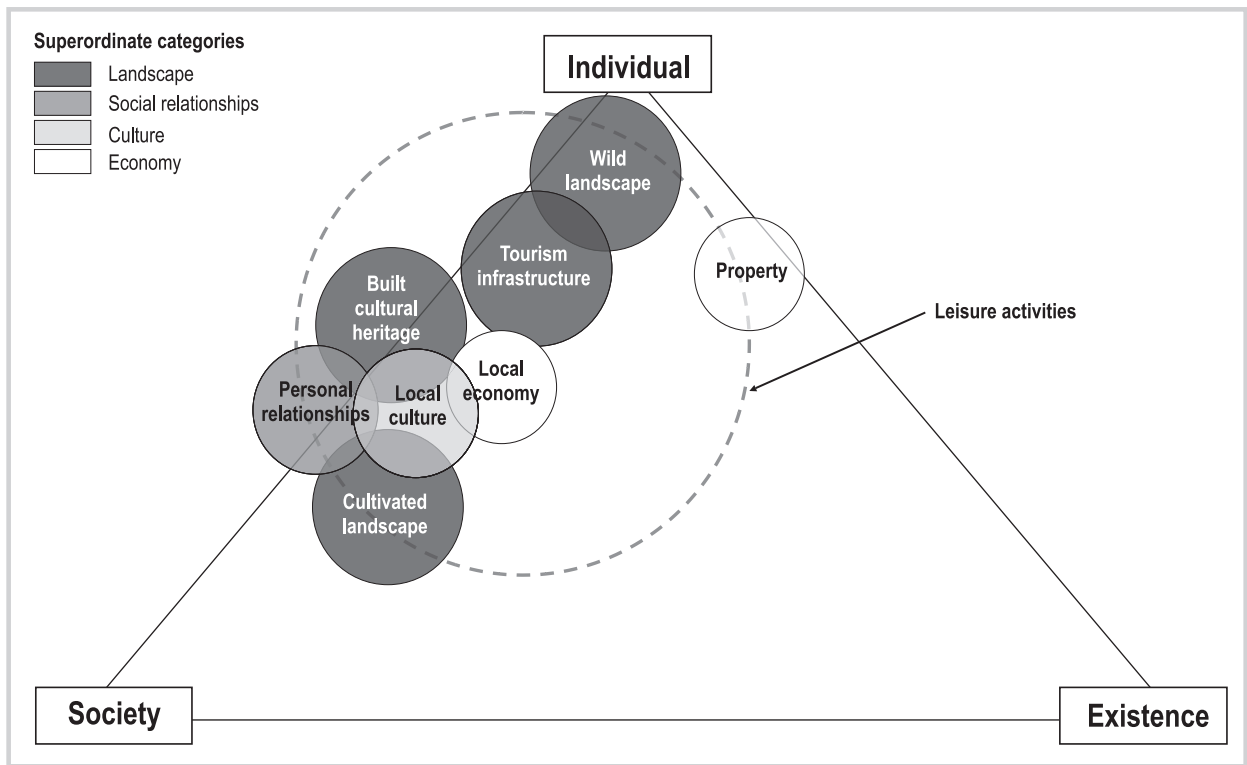 Superordinate categories
Landscape
Social relationships
Culture
Economy
Individual
Wild
landscape
Tourism
infrastructure
Property
Built
cultural
heritage
Leisure activities
Local
economy
Personal
relationships
Local
culture
Cultivated
landscape
Society
Existence